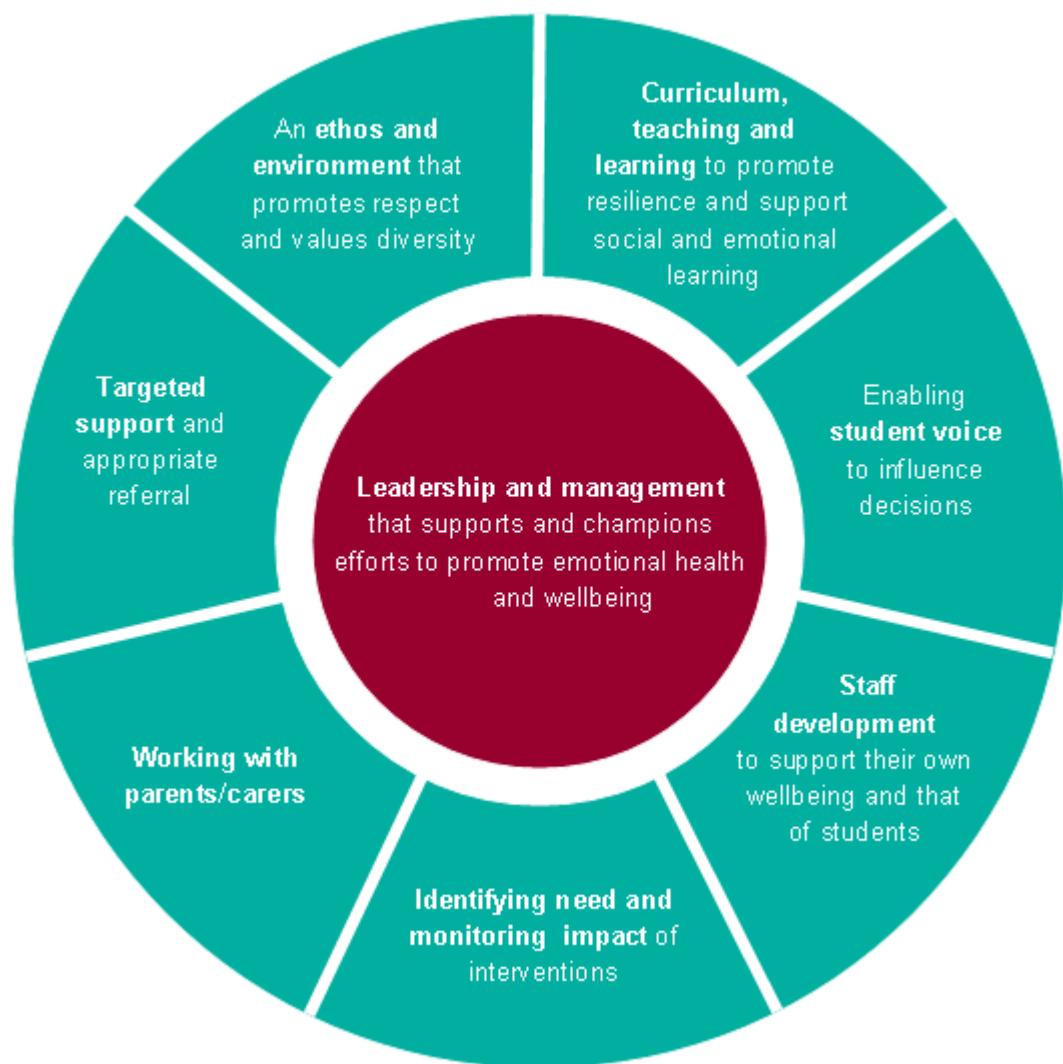 An ethos and
environment that
promotes respect
and values diversity
Curriculum,
teaching and
learning to promote
resilience and support
social and emotional
learning
Enabling
student voice
to influence
decisions
Staff
development
to support their own
wellbeing and that
of students
Identifying need and
monitoring impact of
interventions
Working with
parents/carers
Targeted
support and
appropriate
referral
Leadership and management
that supports and champions
efforts to promote emotional health
and wellbeing